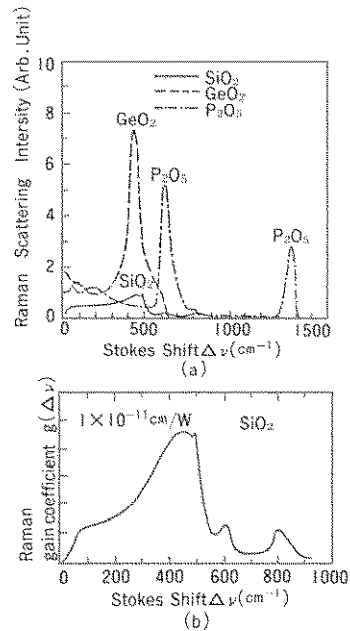 Raman Scattering Intensity (Arb. Unit)
10
8
6
4
2
0
SiO₂
GeO₂
P₂O₅
GeO₂
P₂O₅
SiO₂
P₂O₅
0 500 1000 1500
Stokes Shift Δν(cm⁻¹)
(a)
Raman
gain coefficient g(Δν)
1×10⁻¹¹cm/W
SiO₂
0 200 400 600 800 1000
Stokes Shift Δν(cm⁻¹)
(b)